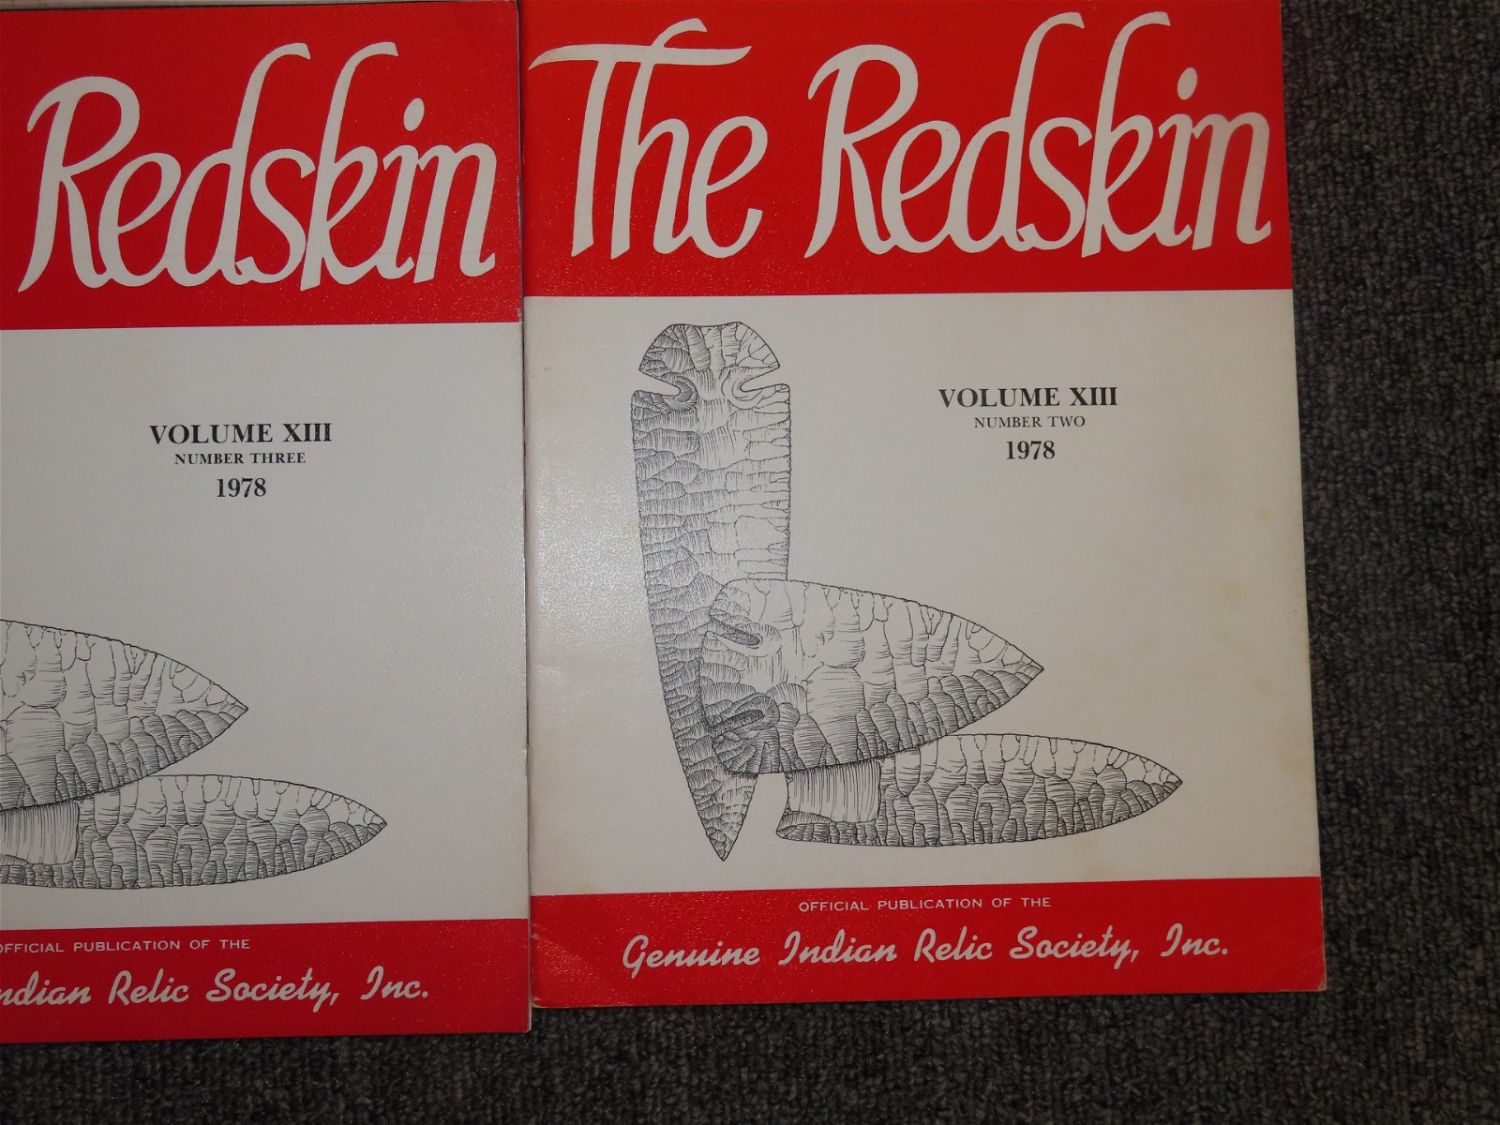 Redskin
VOLUME XIII
NUMBER THREE
1978
OFFICIAL PUBLICATION OF THE
ndian Relic Society, Inc.
The Redskin
VOLUME XIII
NUMBER TWO
1978
OFFICIAL PUBLICATION OF THE
Genuine Indian Relic Society, Inc.